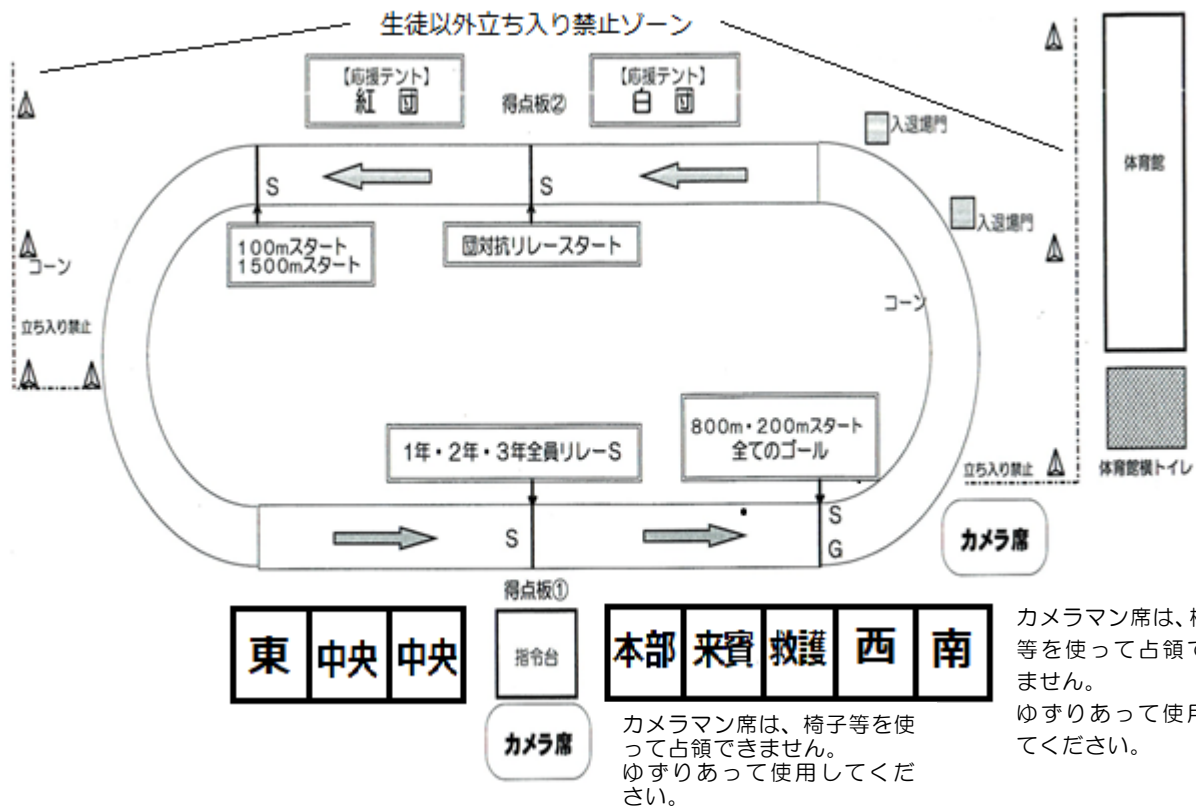 生徒以外立ち入り禁止ゾーン
【応援テント】
紅 団
得点板②
【応援テント】
白 団
入退場門
体育館
S
S
入退場門
100mスタート
1500mスタート
団対抗リレースタート
コーン
コーン
立ち入り禁止
1年・2年・3年全員リレーS
800m・200mスタート
全てのゴール
立ち入り禁止
体育館横トイレ
S
S
G
カメラ席
得点板①
東
中央
中央
指令台
本部
来賓
救護
西
南
カメラ席
カメラマン席は、椅子等を使
って占領できません。
ゆずりあって使用してくだ
さい。
カメラマン席は、
等を使って占領で
ません。
ゆずりあって使用
てください。